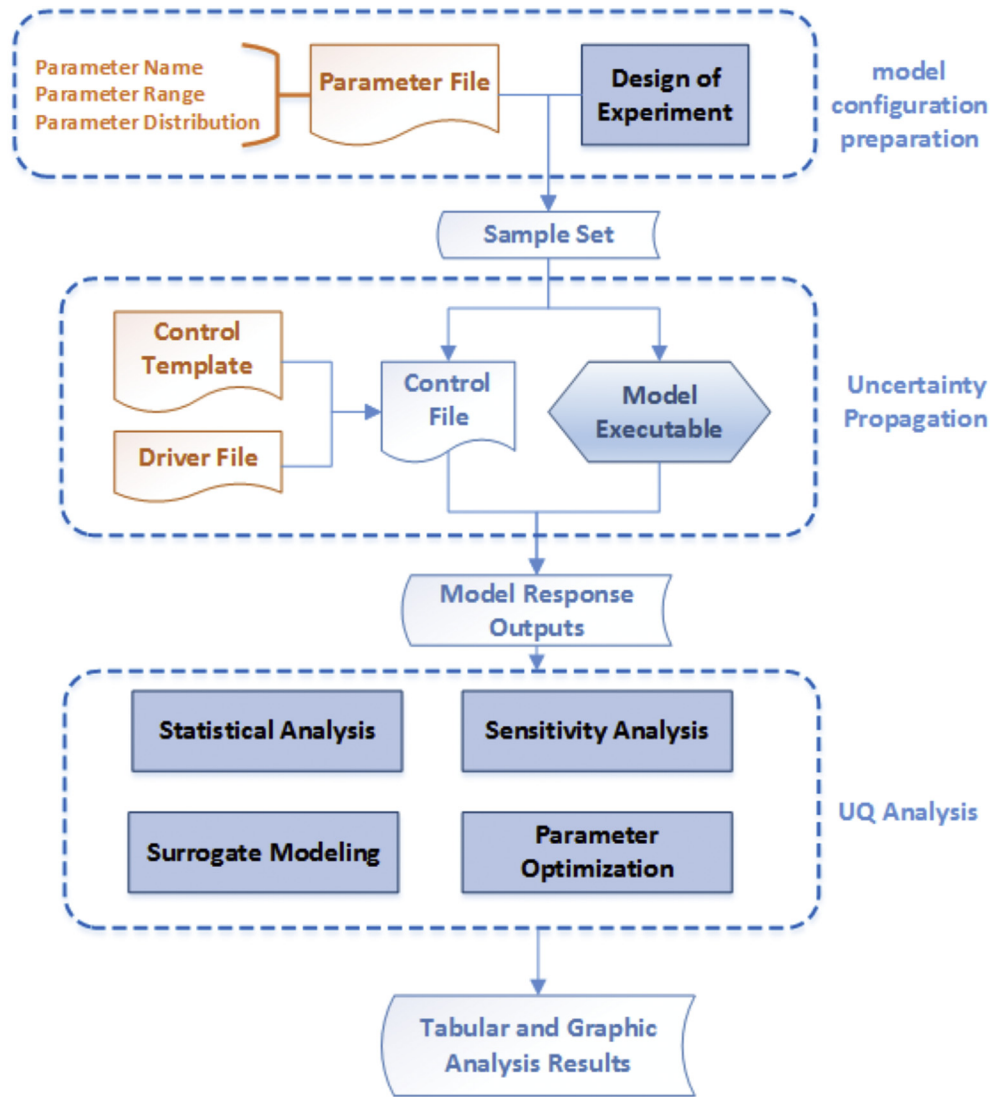 Parameter Name
Parameter Range
Parameter Distribution
Parameter File
Design of
Experiment
model
configuration
preparation
Sample Set
Control
Template
Driver File
Control
File
Model
Executable
Uncertainty
Propagation
Model Response
Outputs
Statistical Analysis
Sensitivity Analysis
Surrogate Modeling
Parameter
Optimization
UQ Analysis
Tabular and Graphic
Analysis Results